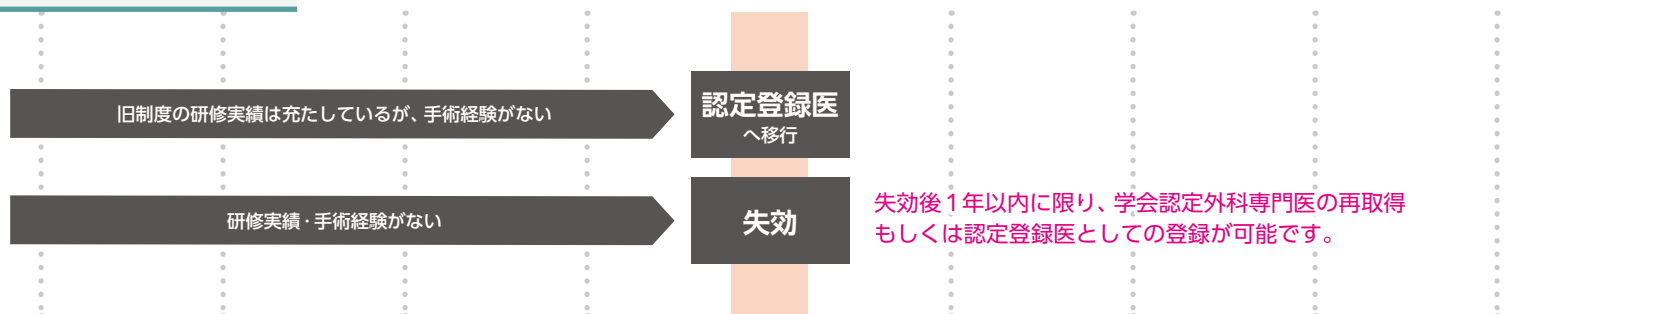 旧制度の研修実績は充たしているが、手術経験がない
認定登録医
へ移行
研修実績・手術経験がない
失効
失効後1年以内に限り、学会認定外科専門医の再取得
もしくは認定登録医としての登録が可能です。